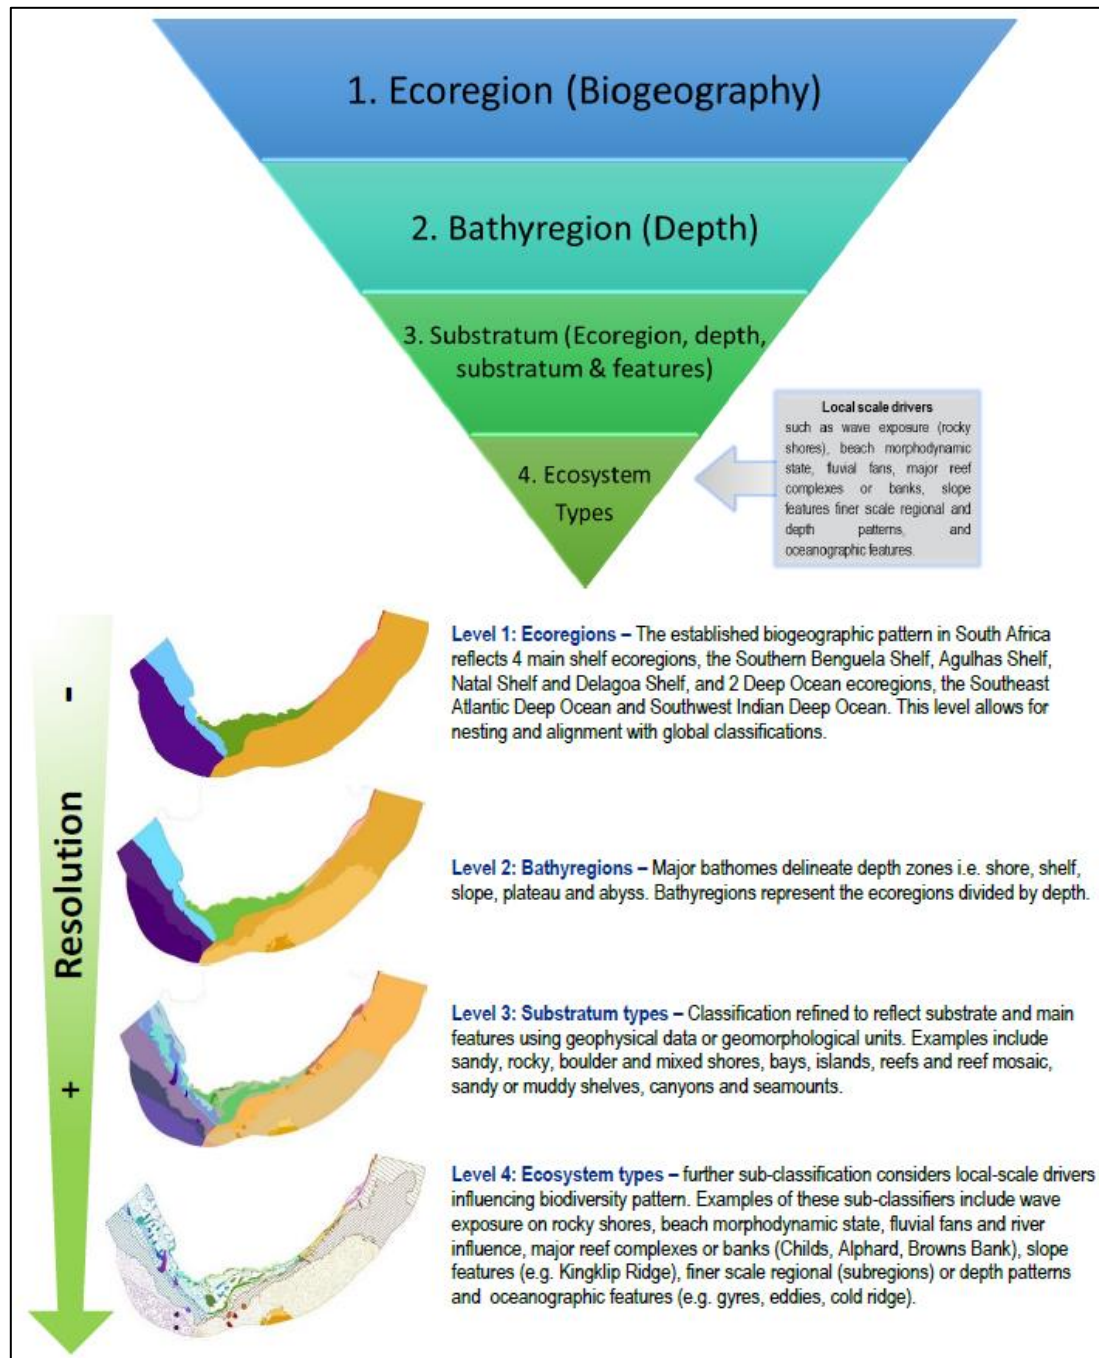 1. Ecoregion (Biogeography)
2. Bathyregion (Depth)
3. Substratum (Ecoregion, depth,
substratum & features)
4. Ecosystem
Types
Local scale drivers
such as wave exposure (rocky
shores), beach morphodynamic
state, fluvial fans, major reef
complexes or banks, slope
features finer scale regional and
depth patterns, and
oceanographic features.
-
Resolution
+
Level 1: Ecoregions – The established biogeographic pattern in South Africa
reflects 4 main shelf ecoregions, the Southern Benguela Shelf, Agulhas Shelf,
Natal Shelf and Delagoa Shelf, and 2 Deep Ocean ecoregions, the Southeast
Atlantic Deep Ocean and Southwest Indian Deep Ocean. This level allows for
nesting and alignment with global classifications.
Level 2: Bathyregions – Major bathomes delineate depth zones i.e. shore, shelf,
slope, plateau and abyss. Bathyregions represent the ecoregions divided by depth.
Level 3: Substratum types – Classification refined to reflect substrate and main
features using geophysical data or geomorphological units. Examples include
sandy, rocky, boulder and mixed shores, bays, islands, reefs and reef mosaic,
sandy or muddy shelves, canyons and seamounts.
Level 4: Ecosystem types – further sub-classification considers local-scale drivers
influencing biodiversity pattern. Examples of these sub-classifiers include wave
exposure on rocky shores, beach morphodynamic state, fluvial fans and river
influence, major reef complexes or banks (Childs, Alphard, Browns Bank), slope
features (e.g. Kingklip Ridge), finer scale regional (subregions) or depth patterns
and oceanographic features (e.g. gyres, eddies, cold ridge).